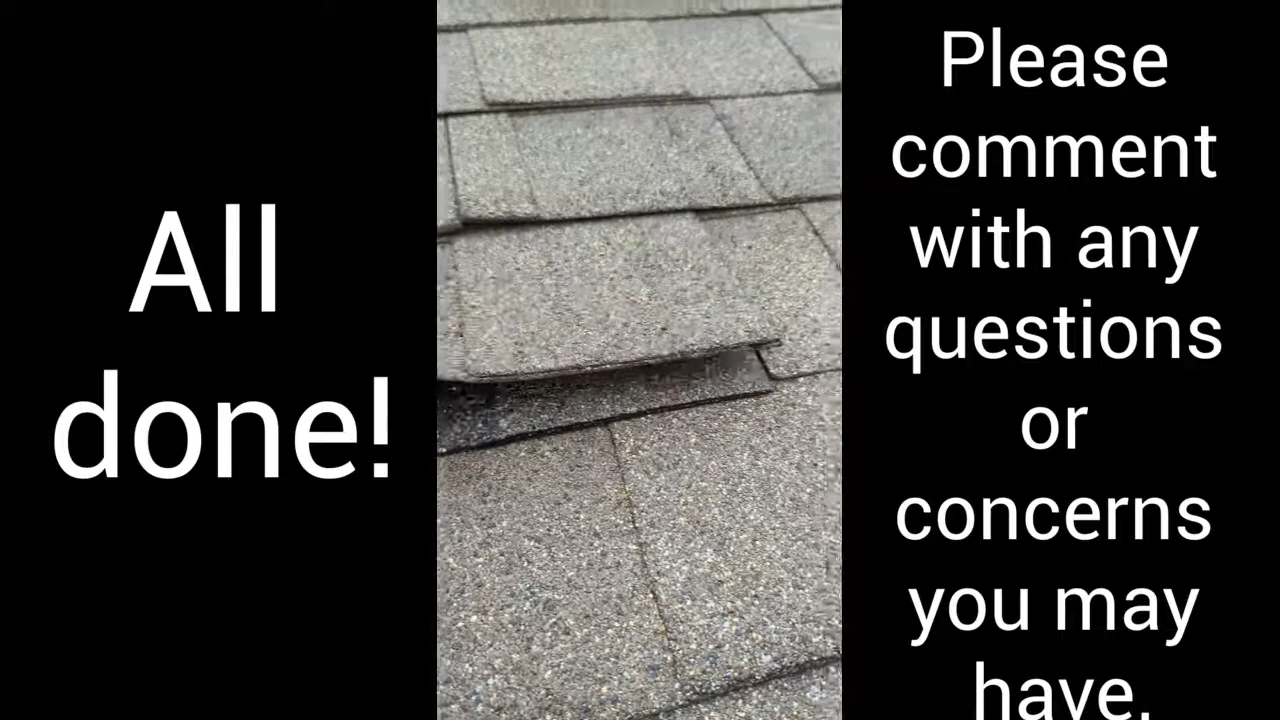 All
done!
Please
comment
with any
questions
or
concerns
you may
have.